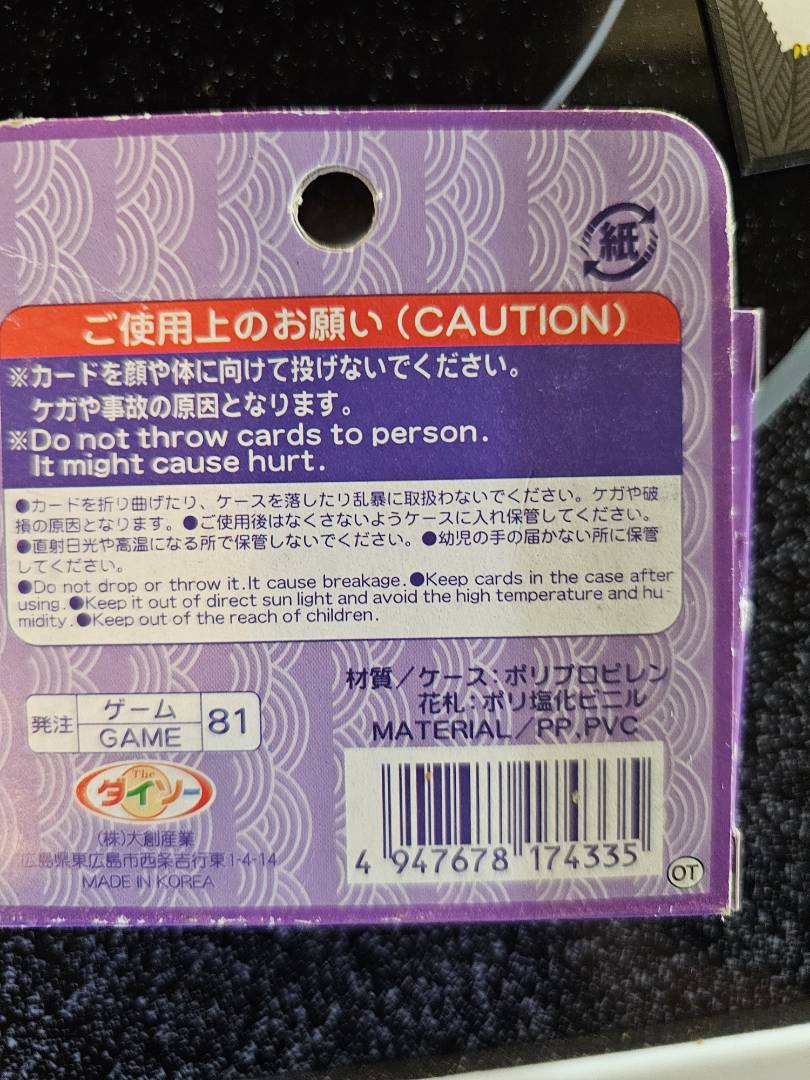 紙
ご使用上のお願い（CAUTION）
※カードを顔や体に向けて投げないでください。
ケガや事故の原因となります。
※Do not throw cards to person.
It might cause hurt.
●カードを折り曲げたり、ケースを落したり乱暴に取扱わないでください。ケガや破
損の原因となります。●ご使用後はなくさないようケースに入れ保管してください。
●直射日光や高温になる所で保管しないでください。●幼児の手の届かない所に保管
してください。
●Do not drop or throw it.It cause breakage.●Keep cards in the case after
using.●Keep it out of direct sun light and avoid the high temperature and hu-
midity.●Keep out of the reach of children.
材質／ケース：ポリプロピレン
花札：ポリ塩化ビニル
MATERIAL／PP,PVC
発注 ゲーム GAME 81
The ダイソー
（株）大創産業
広島県東広島市西条吉行東1-4-14
MADE IN KOREA
4 947678 174335
OT